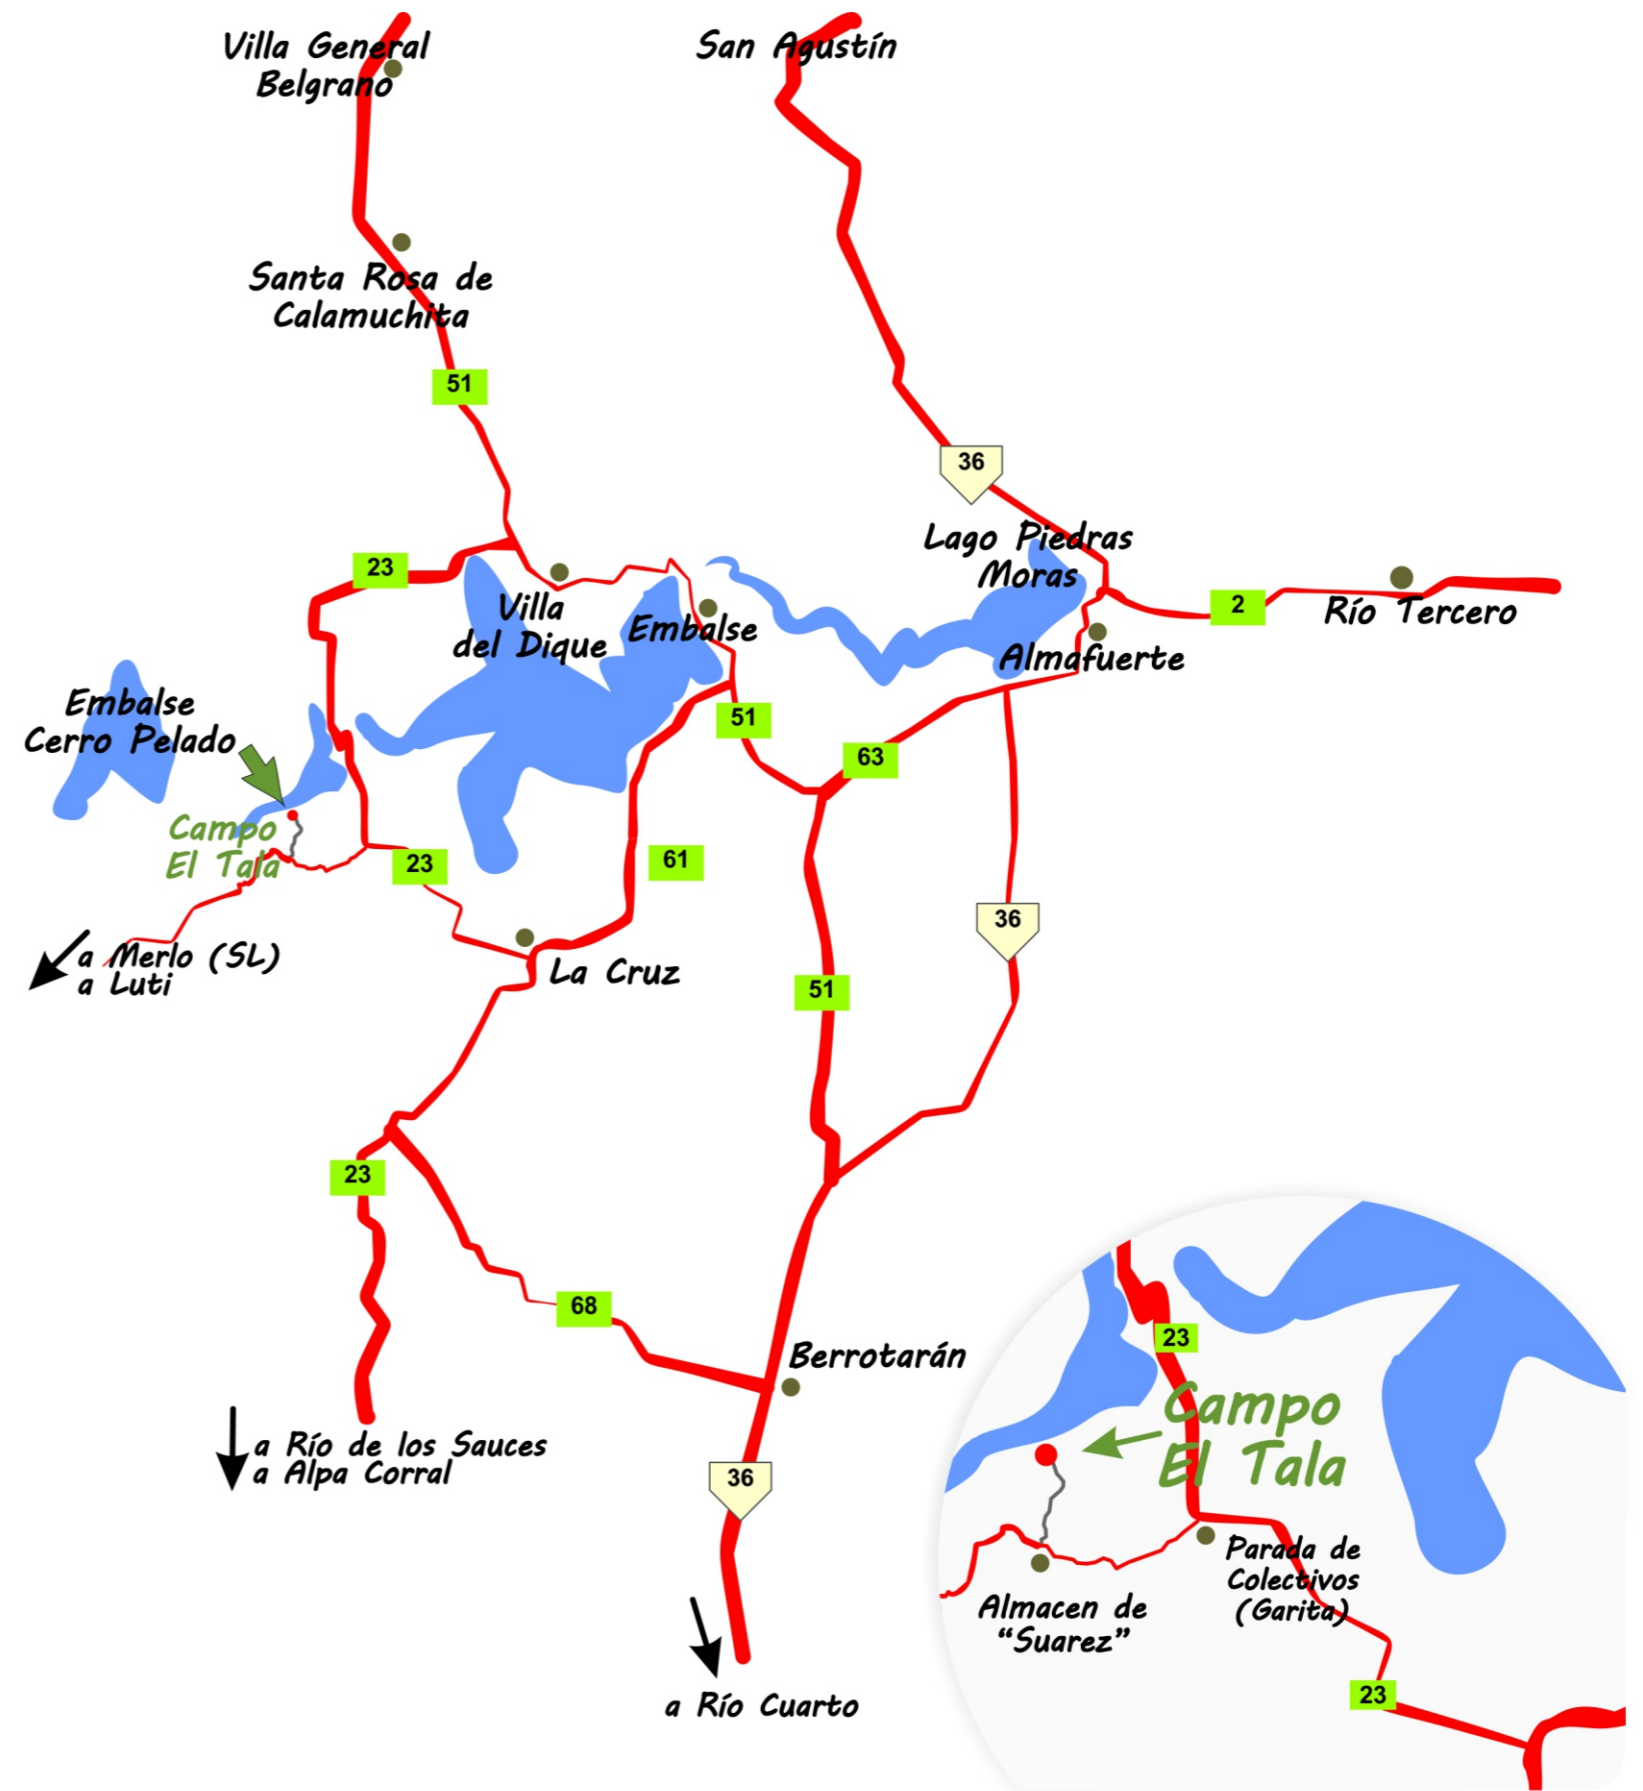 Villa General
Belgrano
San Agustín
Santa Rosa de
Calamuchita
51
36
Lago Piedras
Moras
23
Villa
del Dique
Embalse
2
Río Tercero
Almafuerte
Embalse
Cerro Pelado
51
63
Campo
El Tala
23
61
36
a Merlo (SL)
a Luti
La Cruz
51
23
68
Berrotarán
a Río de los Sauces
a Alpa Corral
36
a Río Cuarto
23
Campo
El Tala
Parada de
Colectivos
(Garita)
Almacen de
“Suarez”
23